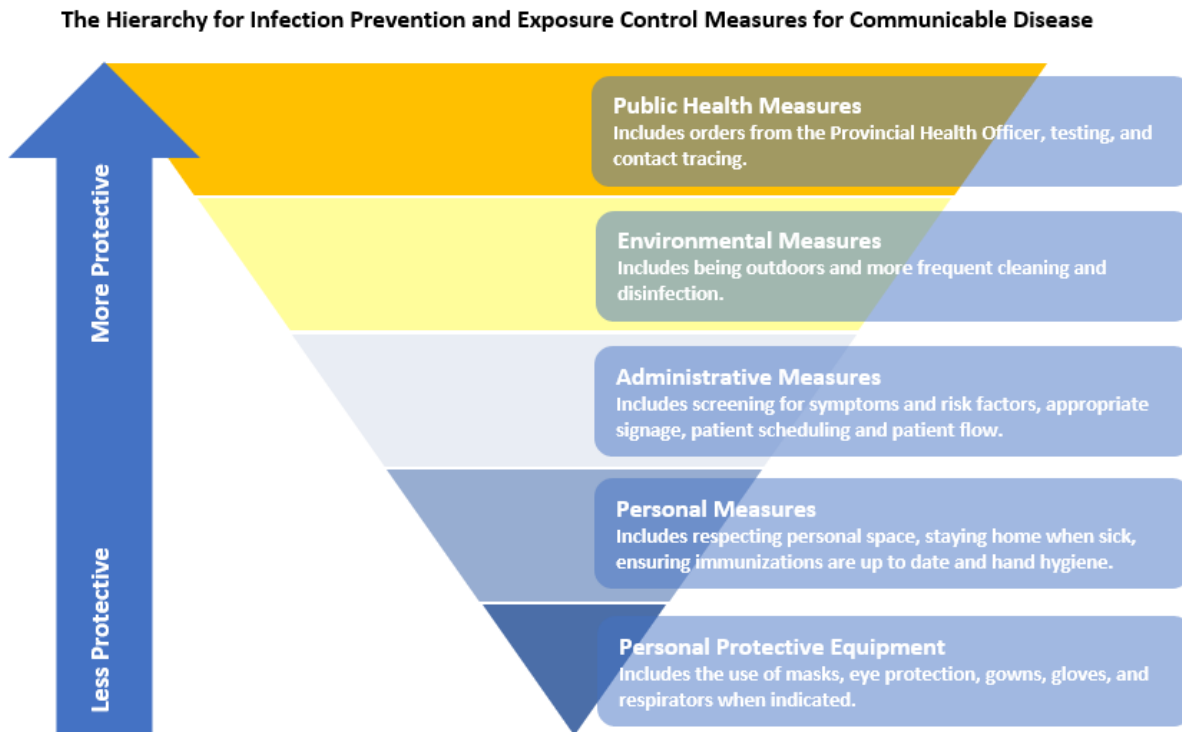 The Hierarchy for Infection Prevention and Exposure Control Measures for Communicable Disease
More Protective
Less Protective
Public Health Measures
Includes orders from the Provincial Health Officer, testing, and
contact tracing.
Environmental Measures
Includes being outdoors and more frequent cleaning and
disinfection.
Administrative Measures
Includes screening for symptoms and risk factors, appropriate
signage, patient scheduling and patient flow.
Personal Measures
Includes respecting personal space, staying home when sick,
ensuring immunizations are up to date and hand hygiene.
Personal Protective Equipment
Includes the use of masks, eye protection, gowns, gloves, and
respirators when indicated.